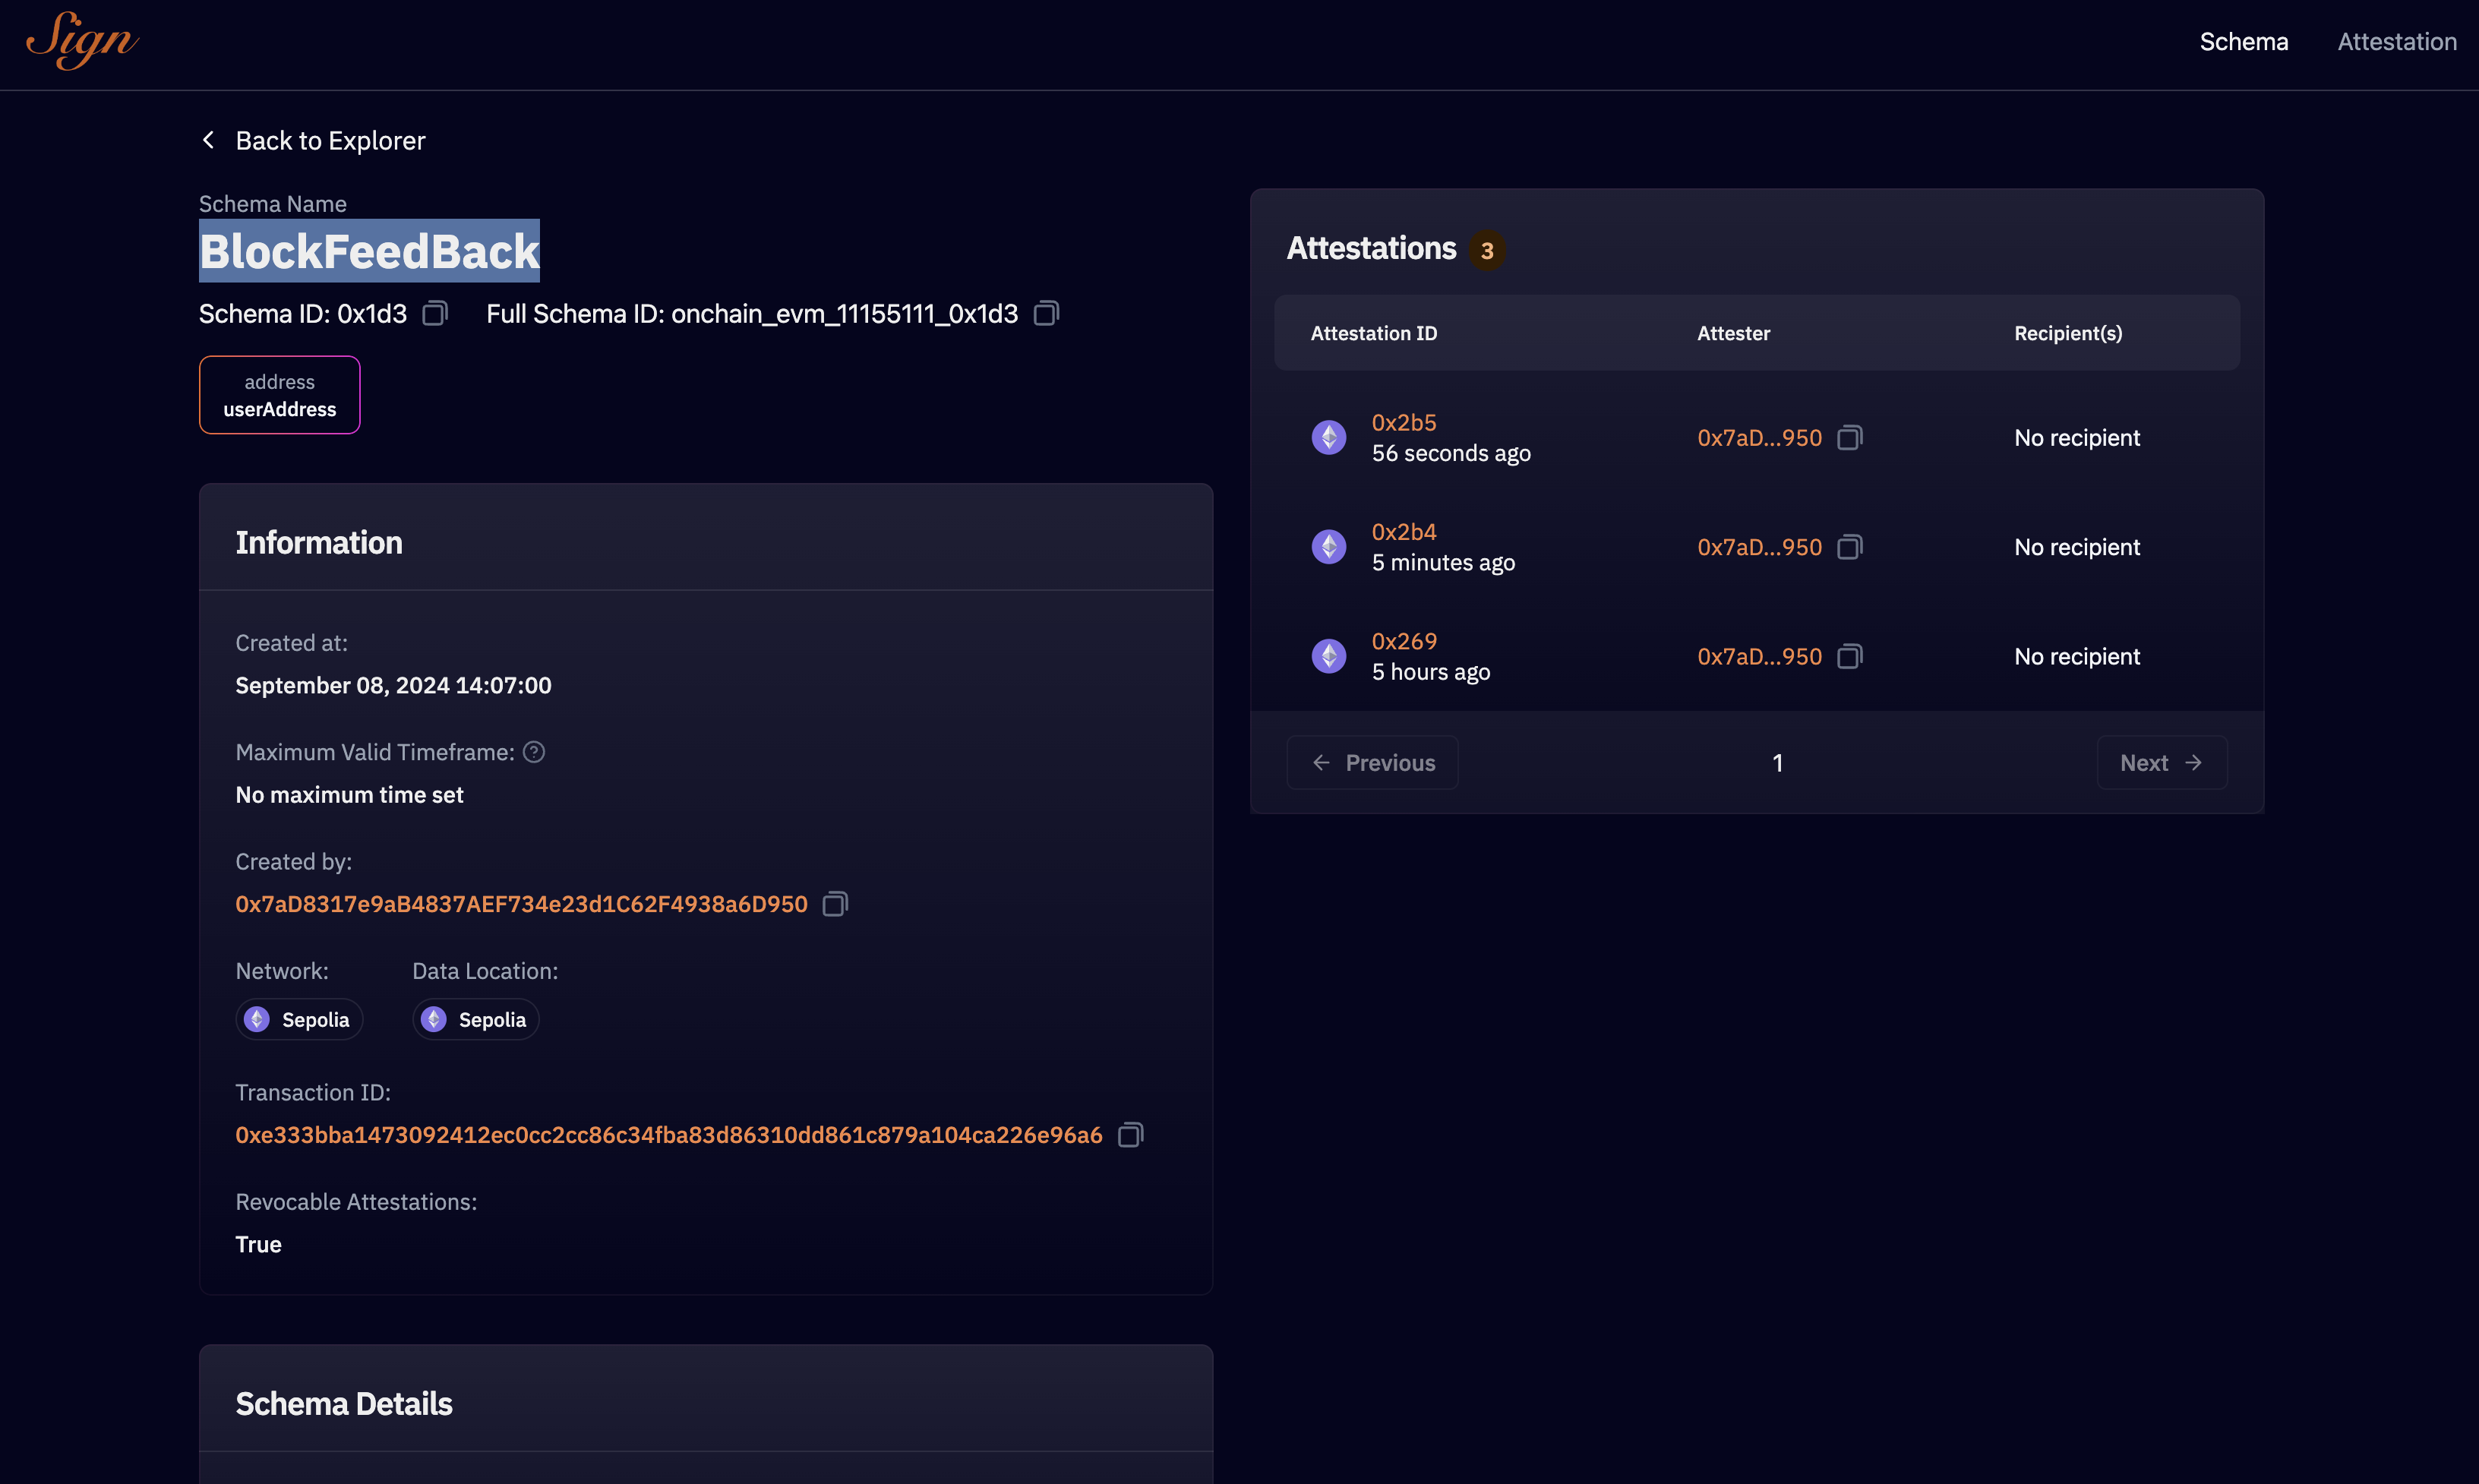 Sign
Schema
Attestation
Back to Explorer
Schema Name
BlockFeedBack
Schema ID: 0x1d3
Full Schema ID: onchain_evm_11155111_0x1d3
address
userAddress
Information
Created at:
September 08, 2024 14:07:00
Maximum Valid Timeframe:
No maximum time set
Created by:
0x7aD8317e9aB4837AEF734e23d1C62F4938a6D950
Network:
Data Location:
Sepolia
Sepolia
Transaction ID:
0xe333bba1473092412ec0cc2cc86c34fba83d86310dd861c879a104ca226e96a6
Revocable Attestations:
True
Schema Details
Attestations 3
Attestation ID
Attester
Recipient(s)
0x2b5
56 seconds ago
0x7aD...950
No recipient
0x2b4
5 minutes ago
0x7aD...950
No recipient
0x269
5 hours ago
0x7aD...950
No recipient
Previous
1
Next